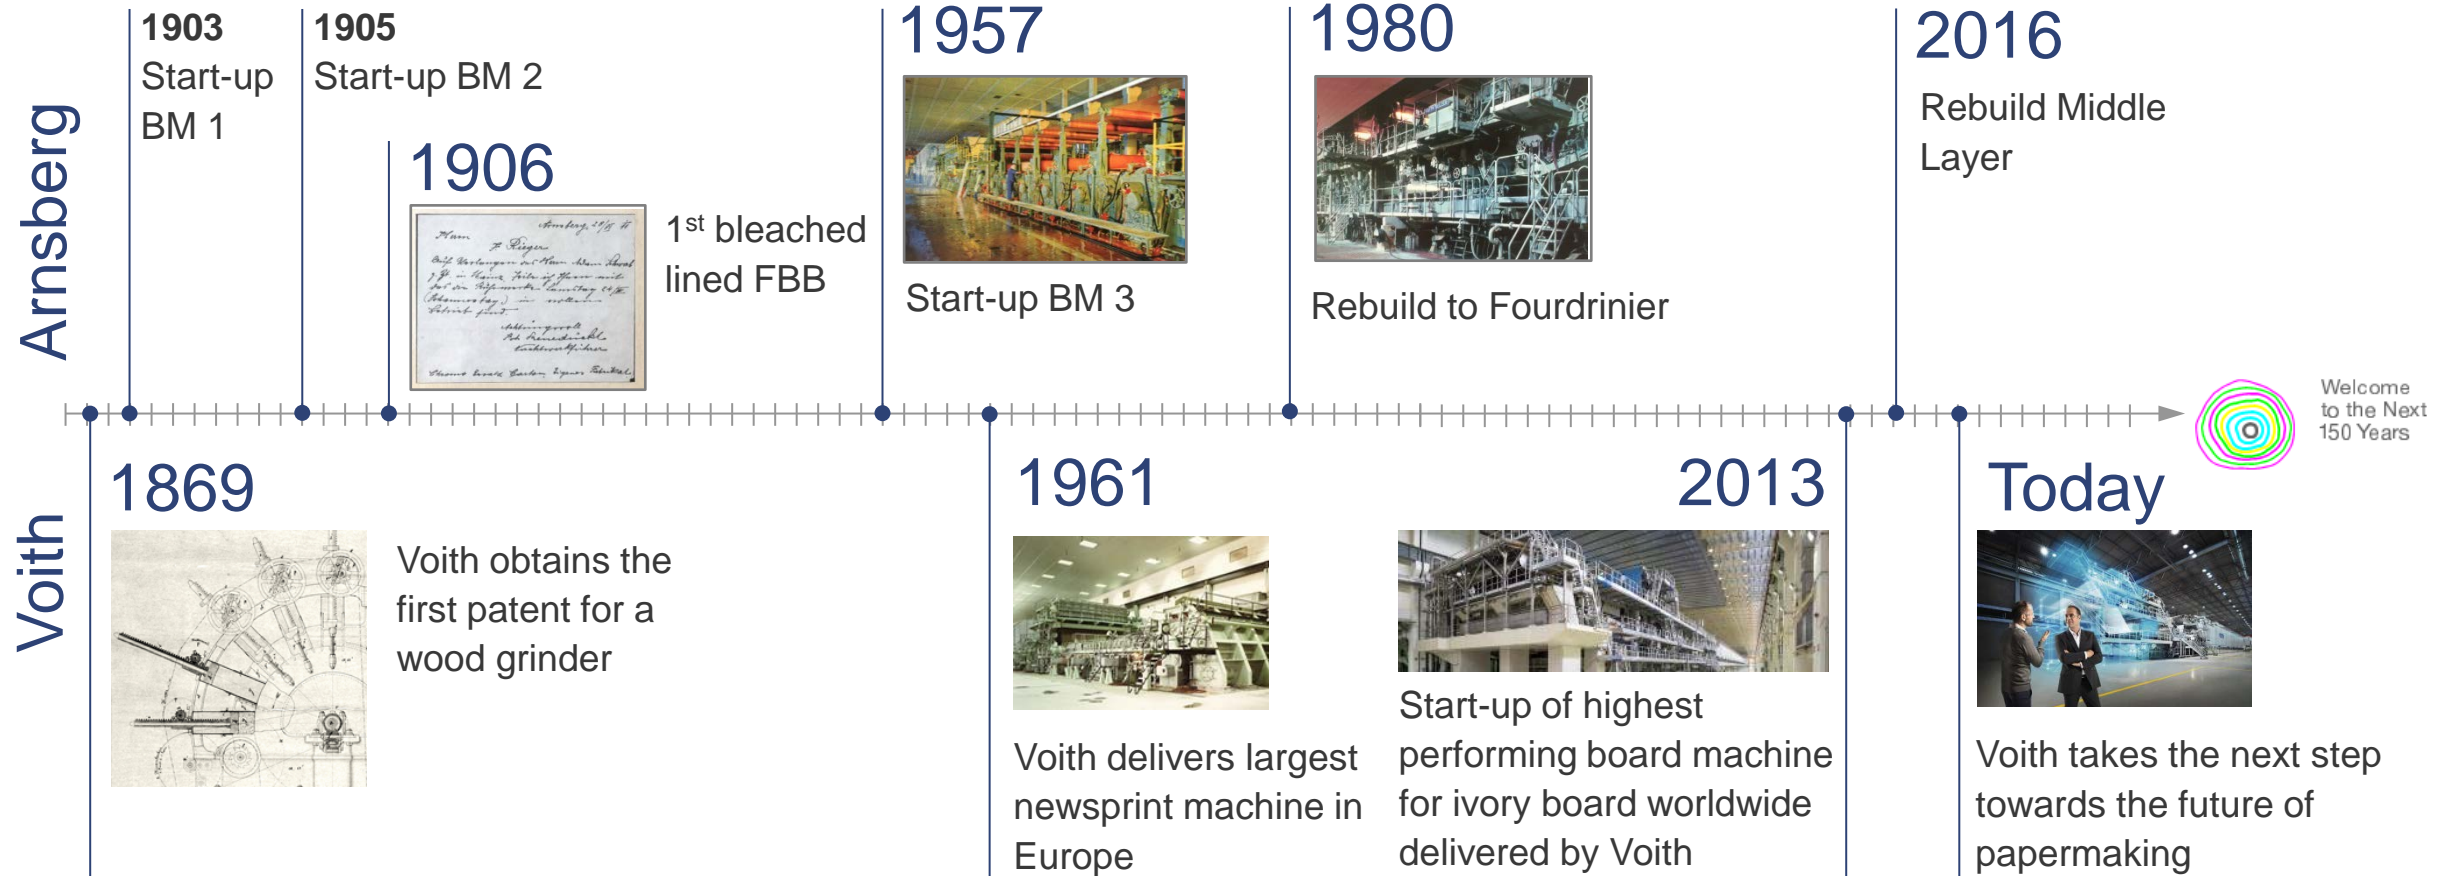 Arnsberg
1903
Start-up
BM 1
1905
Start-up BM 2
1906
1st bleached
lined FBB
1957
Start-up BM 3
1980
Rebuild to Fourdrinier
2016
Rebuild Middle
Layer
Welcome
to the Next
150 Years
Voith
1869
Voith obtains the
first patent for a
wood grinder
1961
Voith delivers largest
newsprint machine in
Europe
2013
Start-up of highest
performing board machine
for ivory board worldwide
delivered by Voith
Today
Voith takes the next step
towards the future of
papermaking